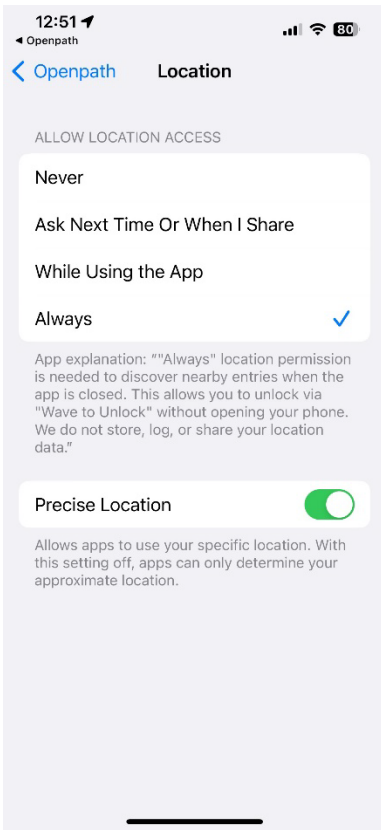 12:51
80
◀ Openpath
Openpath
Location
ALLOW LOCATION ACCESS
Never
Ask Next Time Or When I Share
While Using the App
Always
App explanation: ““Always" location permission
is needed to discover nearby entries when the
app is closed. This allows you to unlock via
"Wave to Unlock" without opening your phone.
We do not store, log, or share your location
data.”
Precise Location
Allows apps to use your specific location. With
this setting off, apps can only determine your
approximate location.